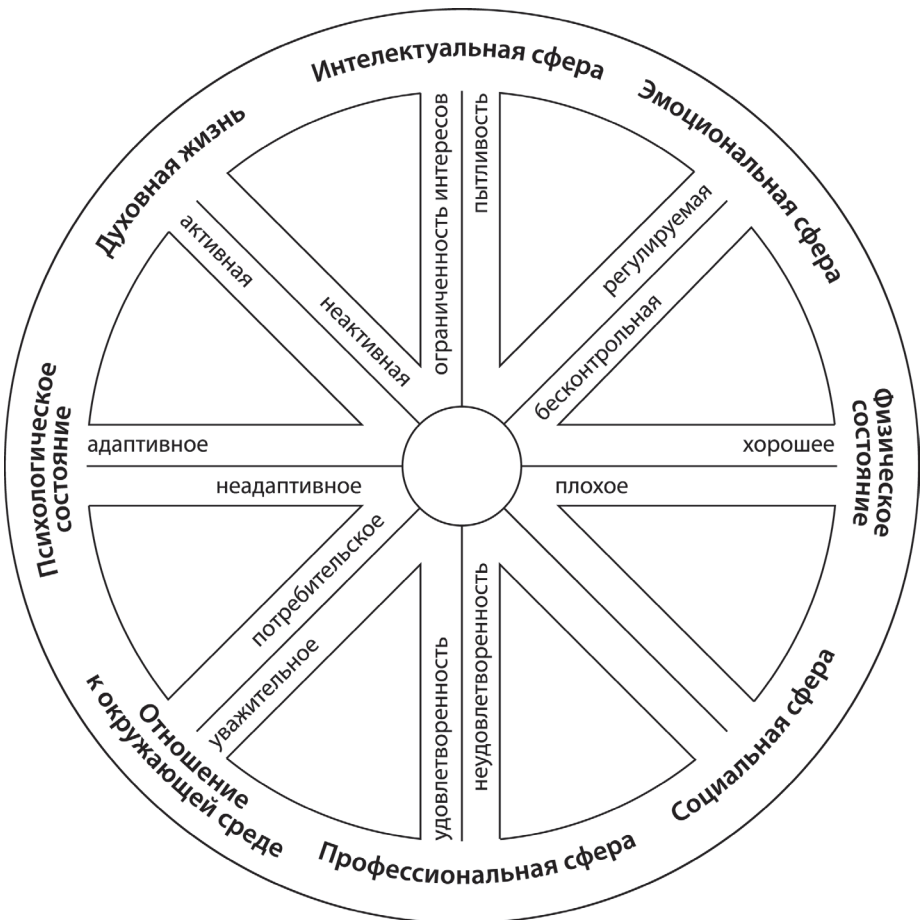 Интелектуальная сфера
ограниченность интересов
пытливость
Эмоциональная сфера
регулируемая
бесконтрольная
Физическое
состояние
хорошее
плохое
Социальная сфера
Профессиональная сфера
неудовлетворенность
удовлетворенность
Отношение
к окружающей среде
уважительное
потребительское
Психологическое
состояние
адаптивное
неадаптивное
Духовная жизнь
активная
неактивная